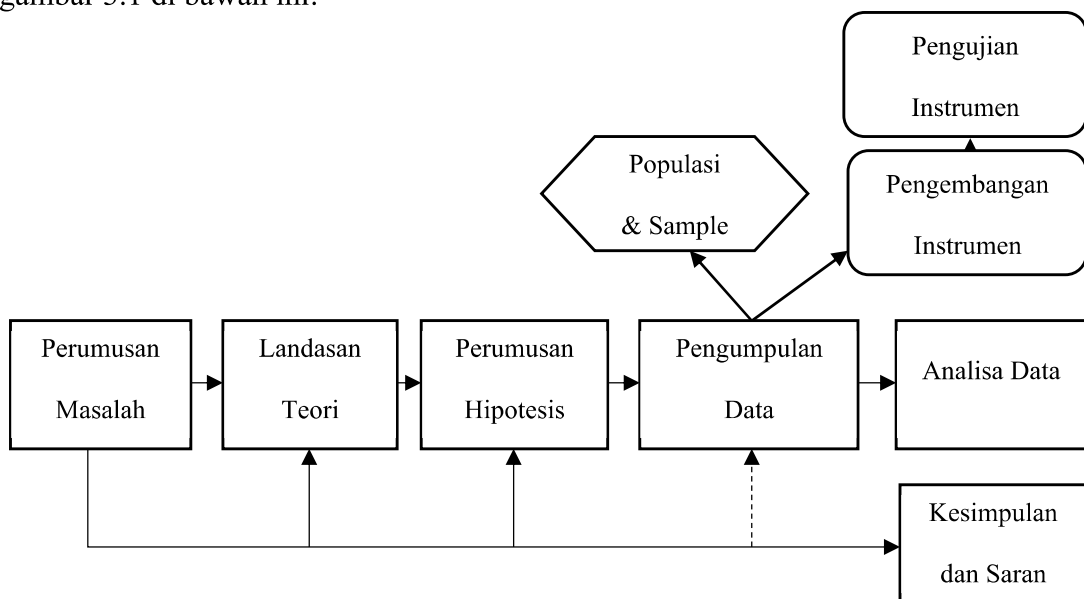 gambar 3.1 di bawah ini:
Pengujian
Instrumen
Populasi
& Sample
Pengembangan
Instrumen
Perumusan
Masalah
Landasan
Teori
Perumusan
Hipotesis
Pengumpulan
Data
Analisa Data
Kesimpulan
dan Saran